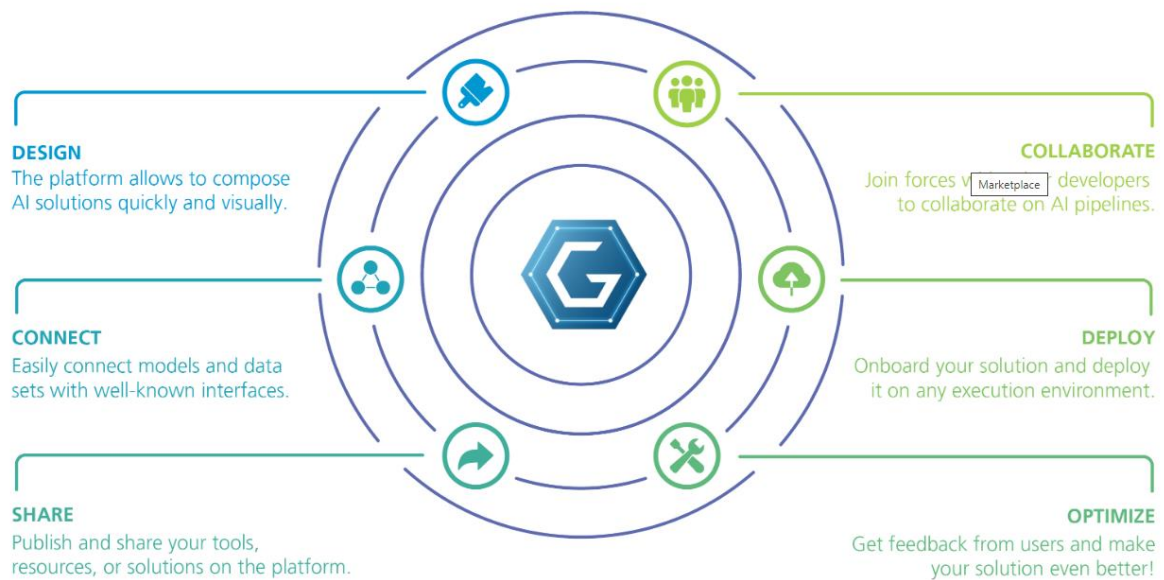 DESIGN
The platform allows to compose
AI solutions quickly and visually.
CONNECT
Easily connect models and data
sets with well-known interfaces.
SHARE
Publish and share your tools,
resources, or solutions on the platform.
G
COLLABORATE
Join forces developers
Marketplace
to collaborate on AI pipelines.
DEPLOY
Onboard your solution and deploy
it on any execution environment.
OPTIMIZE
Get feedback from users and make
your solution even better!